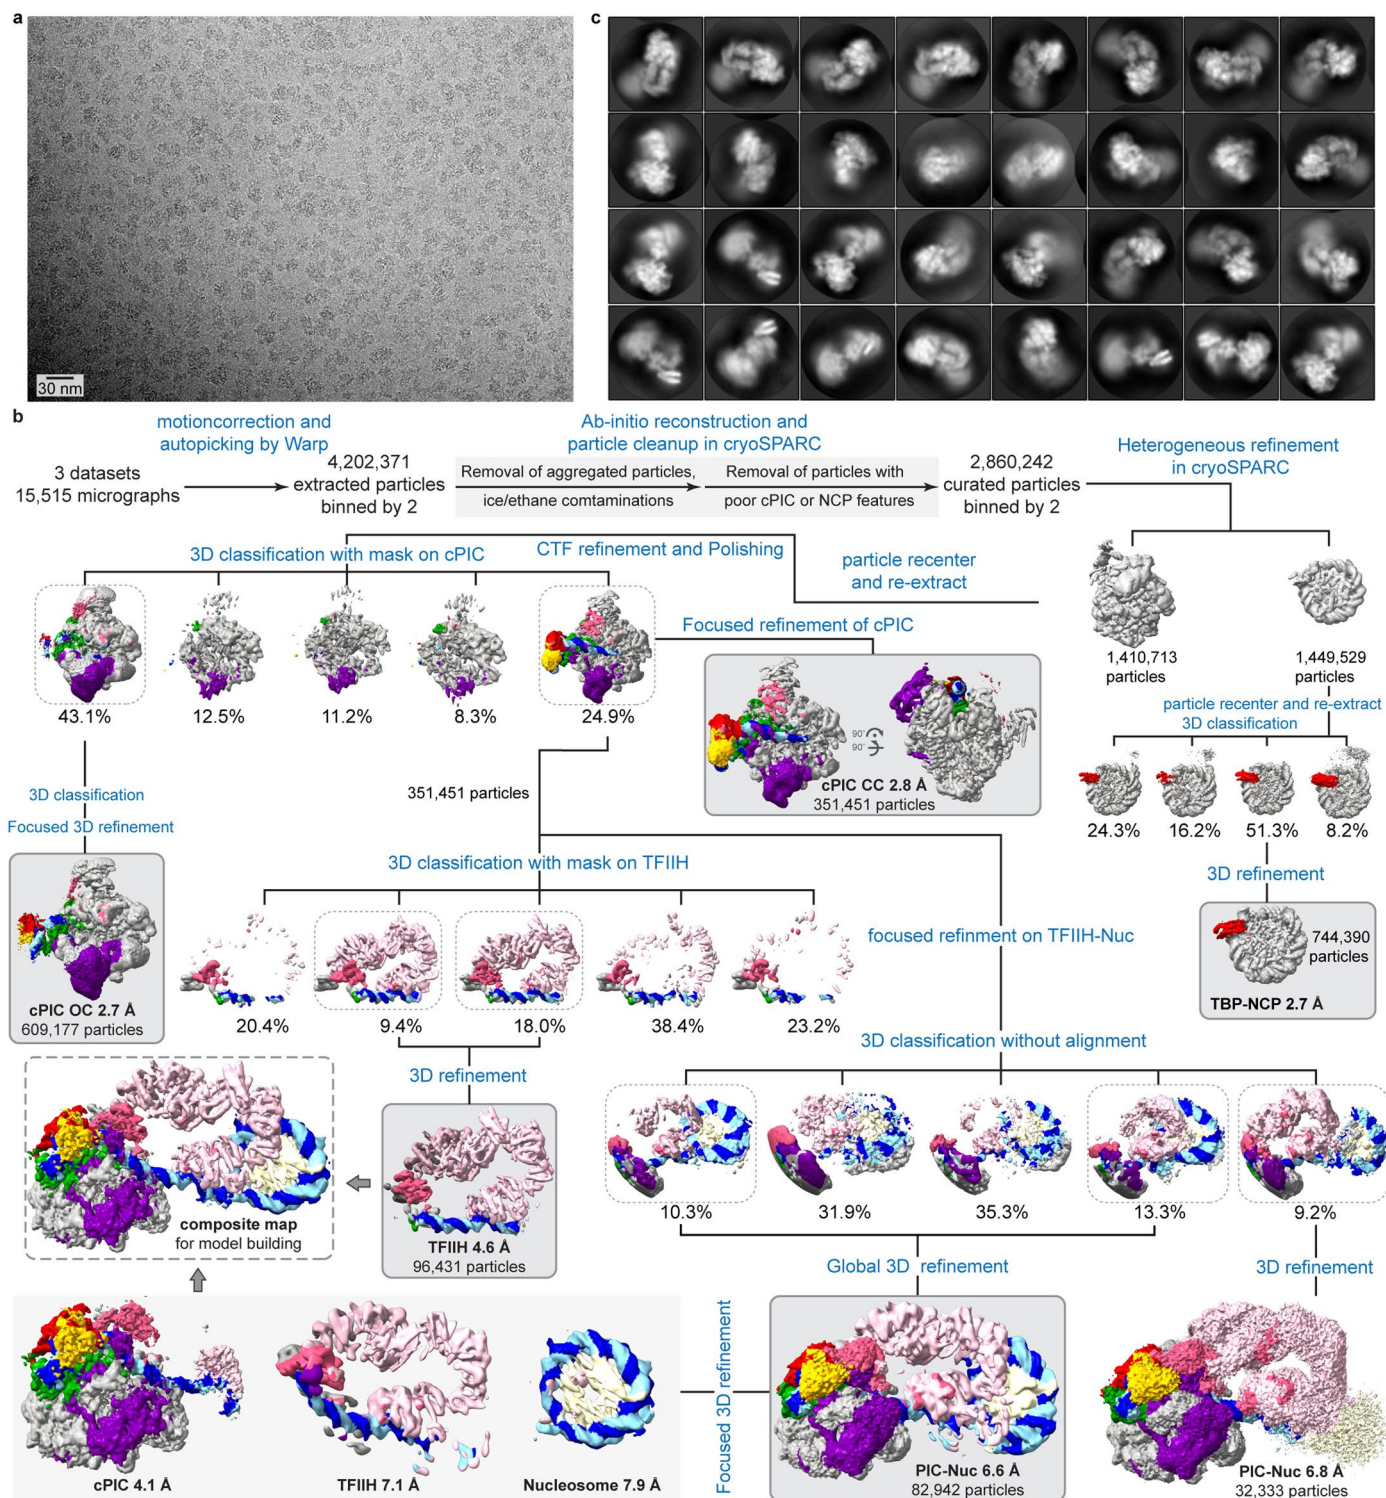 a
c
30 nm
b
motioncorrection and
autopicking by Warp
Ab-initio reconstruction and
particle cleanup in cryoSPARC
Heterogeneous refinement
in cryoSPARC
3 datasets
15,515 micrographs
4,202,371
extracted particles
binned by 2
Removal of aggregated particles,
ice/ethane comtaminations
Removal of particles with
poor cPIC or NCP features
2,860,242
curated particles
binned by 2
3D classification with mask on cPIC
CTF refinement and Polishing
particle recenter
and re-extract
Focused refinement of cPIC
1,410,713
particles
1,449,529
particles
43.1%
12.5%
11.2%
8.3%
24.9%
90°
90°
cPIC CC 2.8 Å
351,451 particles
particle recenter and re-extract
3D classification
24.3%
16.2%
51.3%
8.2%
3D classification
Focused 3D refinement
351,451 particles
3D classification with mask on TFIIH
3D refinement
744,390
particles
TBP-NCP 2.7 Å
focused refinment on TFIIH-Nuc
cPIC OC 2.7 Å
609,177 particles
20.4%
9.4%
18.0%
38.4%
23.2%
3D classification without alignment
3D refinement
composite map
for model building
TFIIH 4.6 Å
96,431 particles
10.3%
31.9%
35.3%
13.3%
9.2%
Global 3D refinement
3D refinement
Focused 3D refinement
cPIC 4.1 Å
TFIIH 7.1 Å
Nucleosome 7.9 Å
PIC-Nuc 6.6 Å
82,942 particles
PIC-Nuc 6.8 Å
32,333 particles